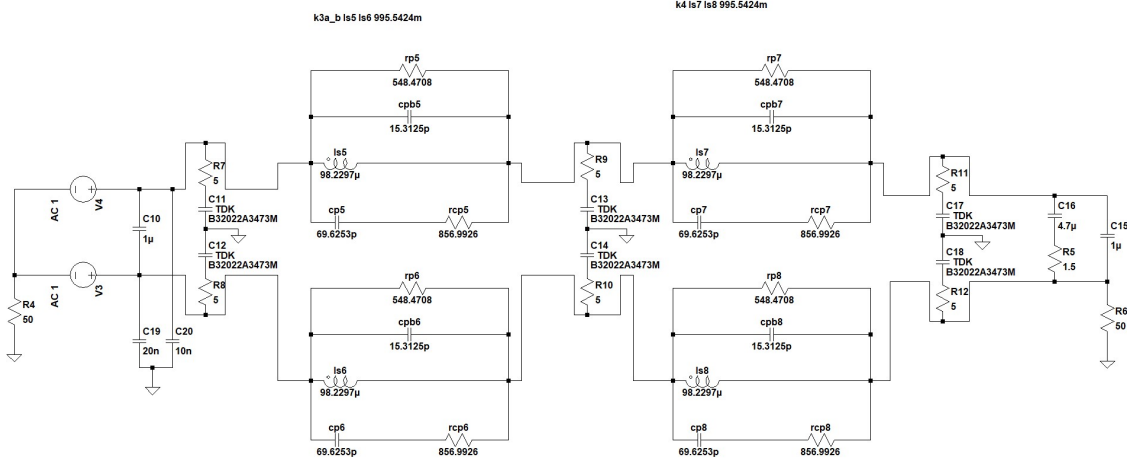 k3a_b ls5 ls6 995.5424m
k4 ls7 ls8 995.5424m
rp5
548.4708
cpb5
15.3125p
ls5
98.2297µ
cp5
69.6253p
rcp5
856.9926
rp7
548.4708
cpb7
15.3125p
ls7
98.2297µ
cp7
69.6253p
rcp7
856.9926
AC 1
V4
AC 1
V3
R4
50
C10
1µ
C19
20n
C20
10n
R7
5
C11
TDK
B32022A3473M
C12
TDK
B32022A3473M
R8
5
R9
5
C13
TDK
B32022A3473M
C14
TDK
B32022A3473M
R10
5
R11
5
C17
TDK
B32022A3473M
C18
TDK
B32022A3473M
R12
5
C16
4.7µ
R5
1.5
C15
1µ
R6
50
rp6
548.4708
cpb6
15.3125p
ls6
98.2297µ
cp6
69.6253p
rcp6
856.9926
rp8
548.4708
cpb8
15.3125p
ls8
98.2297µ
cp8
69.6253p
rcp8
856.9926